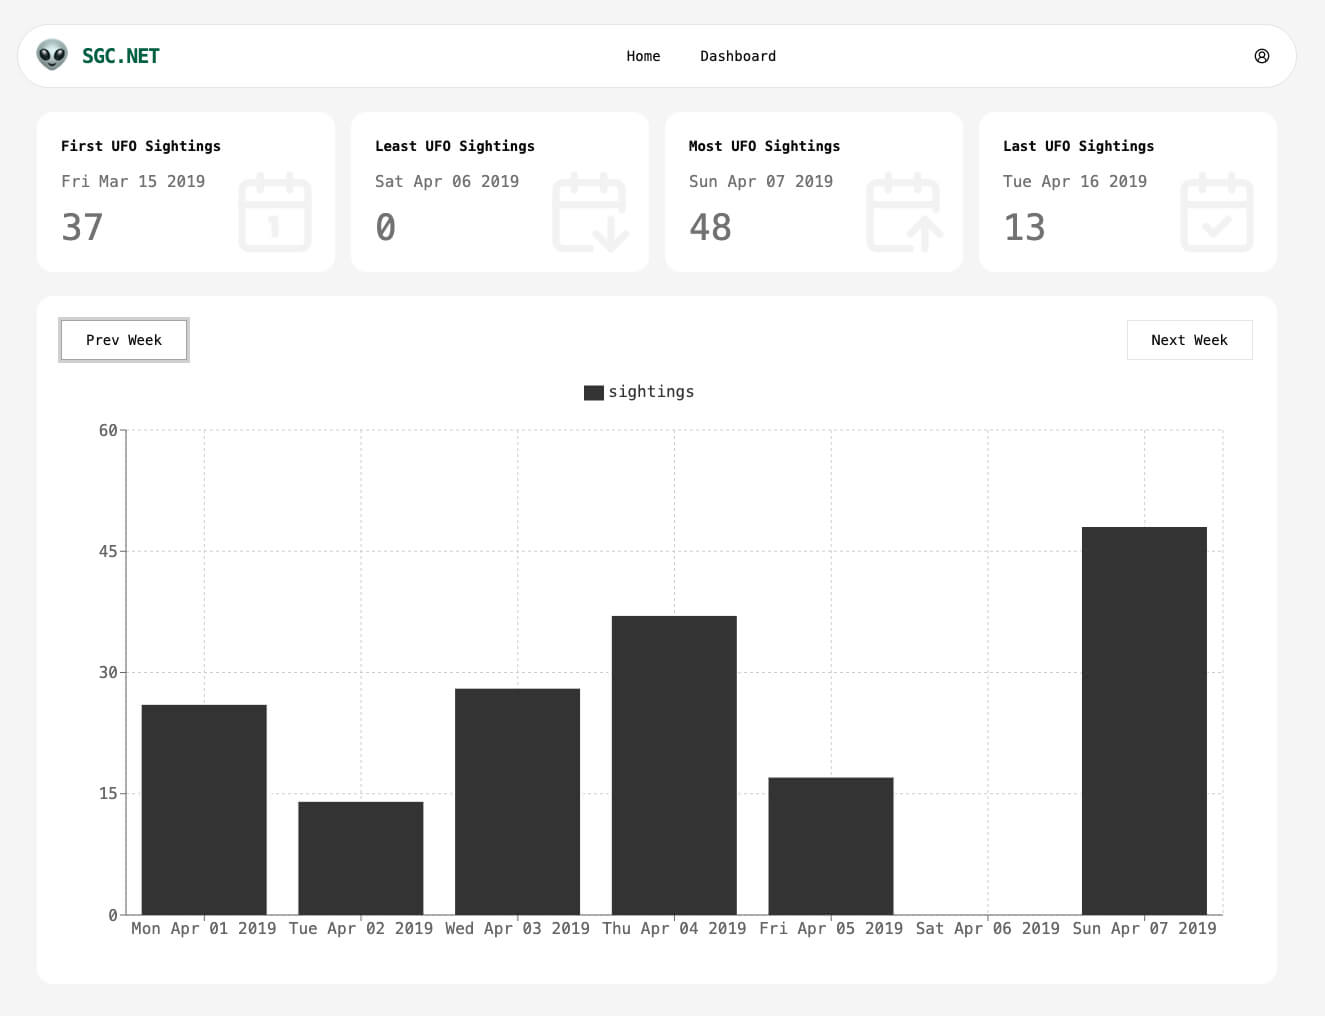 SGC.NET
Home
Dashboard
First UFO Sightings
Fri Mar 15 2019
37
1
Least UFO Sightings
Sat Apr 06 2019
0
Most UFO Sightings
Sun Apr 07 2019
48
Last UFO Sightings
Tue Apr 16 2019
13
Prev Week
Next Week
sightings
60
45
30
15
0
Mon Apr 01 2019
Tue Apr 02 2019
Wed Apr 03 2019
Thu Apr 04 2019
Fri Apr 05 2019
Sat Apr 06 2019
Sun Apr 07 2019